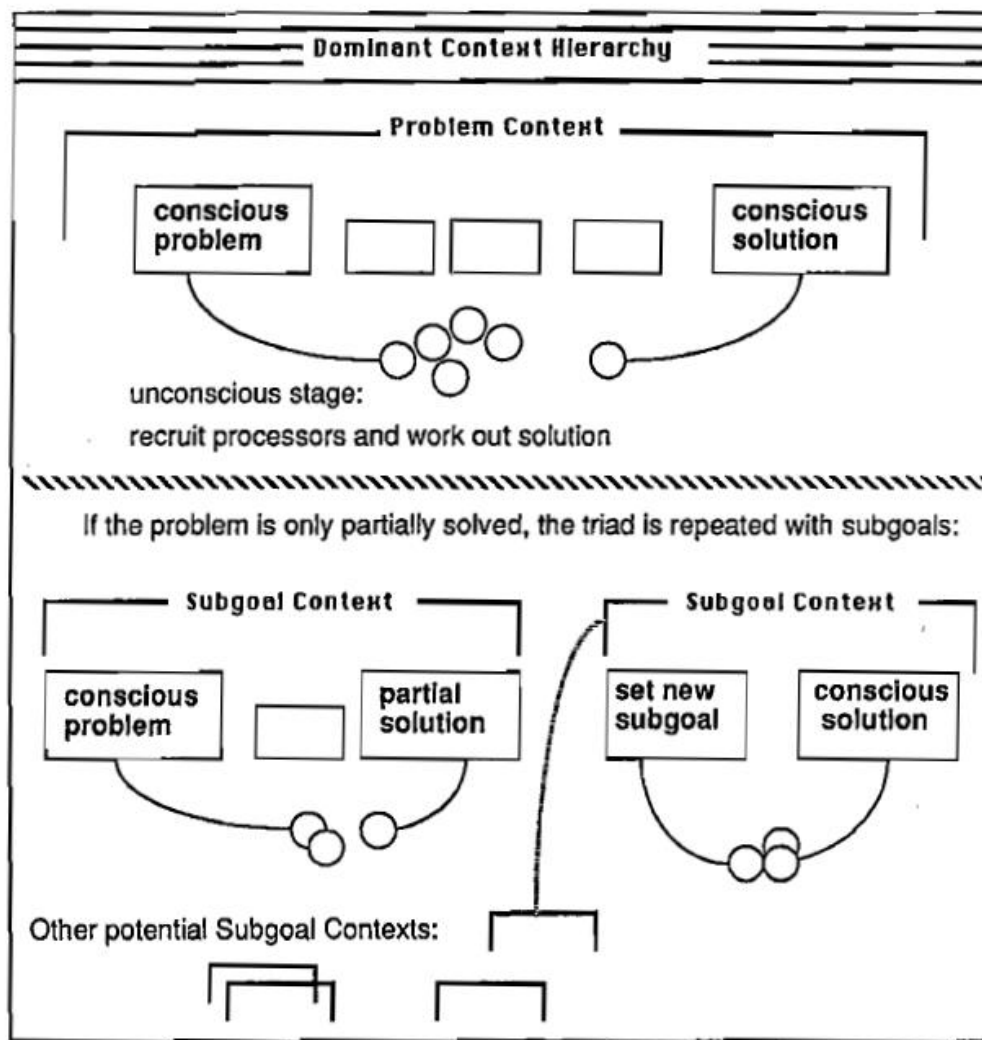 Dominant Context Hierarchy
Problem Context
conscious
problem
conscious
solution
unconscious stage:
recruit processors and work out solution
If the problem is only partially solved, the triad is repeated with subgoals:
Subgoal Context
Subgoal Context
conscious
problem
partial
solution
set new
subgoal
conscious
solution
Other potential Subgoal Contexts: